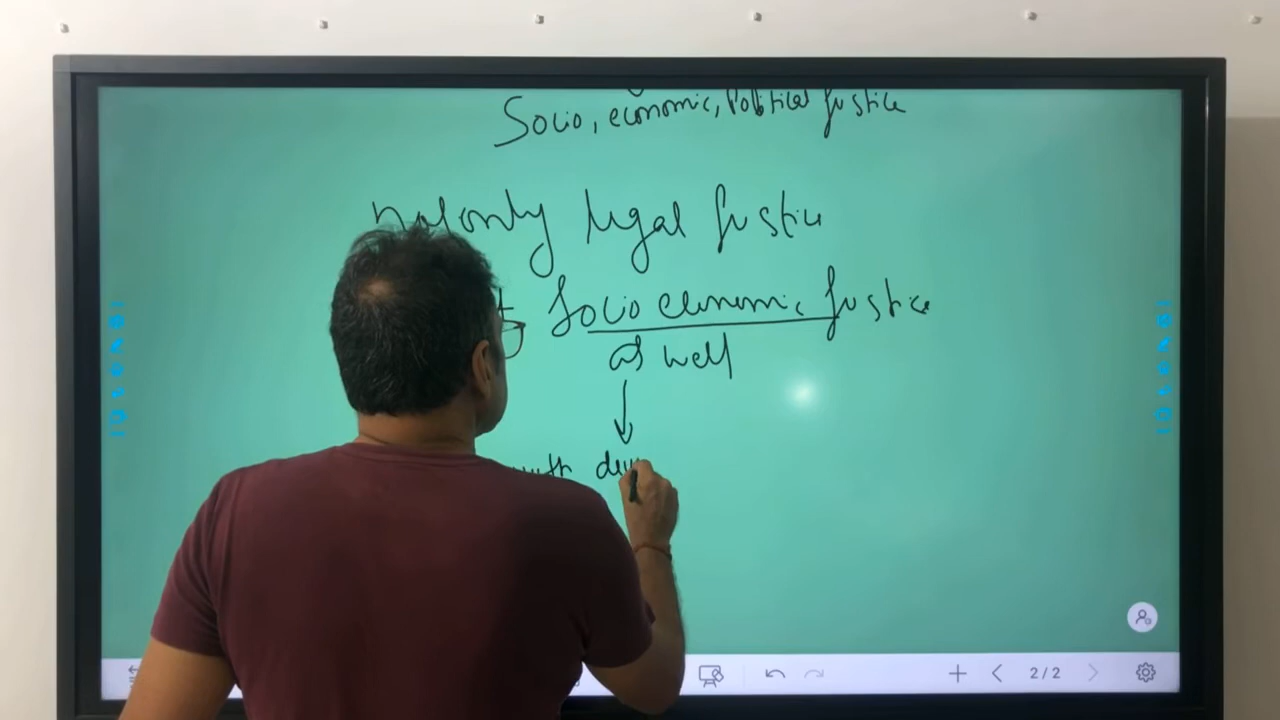 Socio, economic, Political Justice
Not only legal Justice
Socio economic Justice
as well
2/2